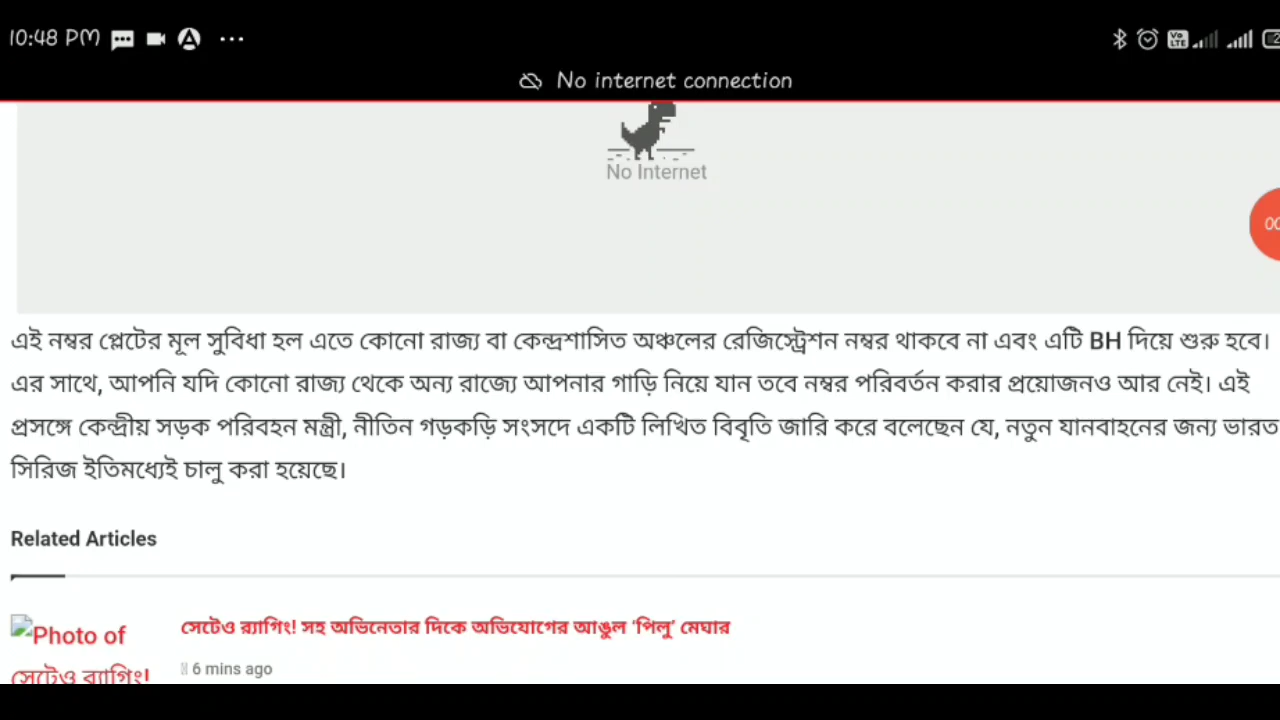 10:48 PM
No internet connection
No Internet
00
এই নম্বর প্লেটের মূল সুবিধা হল এতে কোনো রাজ্য বা কেন্দ্রশাসিত অঞ্চলের রেজিস্ট্রেশন নম্বর থাকবে না এবং এটি BH দিয়ে শুরু হবে।
এর সাথে, আপনি যদি কোনো রাজ্য থেকে অন্য রাজ্যে আপনার গাড়ি নিয়ে যান তবে নম্বর পরিবর্তন করার প্রয়োজনও আর নেই। এই
প্রসঙ্গে কেন্দ্রীয় সড়ক পরিবহন মন্ত্রী, নীতিন গড়কড়ি সংসদে একটি লিখিত বিবৃতি জারি করে বলেছেন যে, নতুন যানবাহনের জন্য ভারত
সিরিজ ইতিমধ্যেই চালু করা হয়েছে।
Related Articles
Photo of
সেটেও র‍্যাগিং!
সেটেও র‍্যাগিং! সহ অভিনেতার দিকে অভিযোগের আঙুল ‘পিলু’ মেঘার
6 mins ago